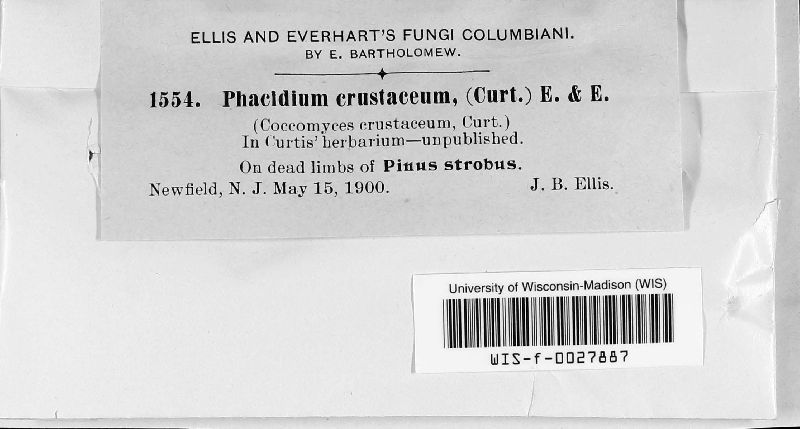 ELLIS AND EVERHART'S FUNGI COLUMBIANI.
BY E. BARTHOLOMEW.
1554. Phacidium crustaceum, (Curt.) E. & E.
(Coccomyces crustaceum, Curt.)
In Curtis' herbarium—unpublished.
On dead limbs of Pinus strobus.
Newfield, N. J. May 15, 1900. J. B. Ellis.
University of Wisconsin-Madison (WIS)
WIS-f-0027887